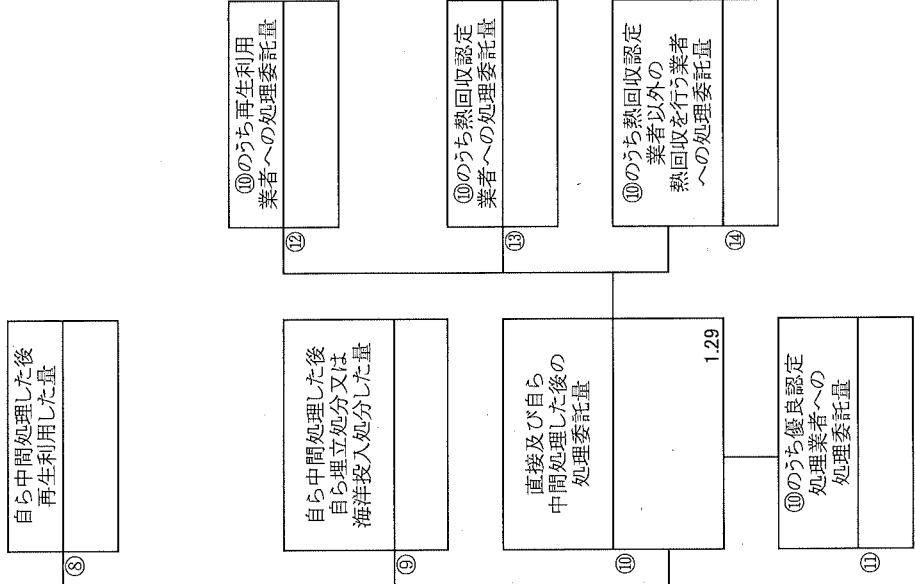 自ら中間処理した後
再生利用した量
⑧
自ら中間処理した後
自ら埋立処分又は
海洋投入処分した量
⑨
直接及び自ら
中間処理した後の
処理委託量
1.29
⑩
⑩のうち優良認定
処理業者への
処理委託量
⑪
⑩のうち再生利用
業者への処理委託量
⑫
⑩のうち熱回収認定
業者への処理委託量
⑬
⑩のうち熱回収認定
業者以外の
熱回収を行う業者
への処理委託量
⑭